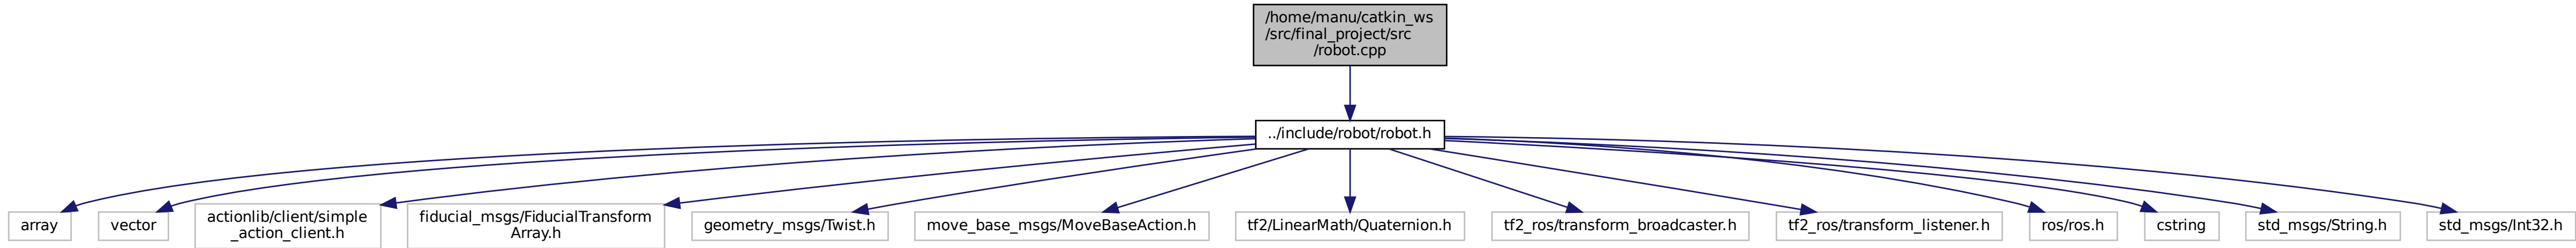 /home/manu/catkin_ws
/src/final_project/src
/robot.cpp
../include/robot/robot.h
array
vector
actionlib/client/simple
_action_client.h
fiducial_msgs/FiducialTransform
Array.h
geometry_msgs/Twist.h
move_base_msgs/MoveBaseAction.h
tf2/LinearMath/Quaternion.h
tf2_ros/transform_broadcaster.h
tf2_ros/transform_listener.h
ros/ros.h
cstring
std_msgs/String.h
std_msgs/Int32.h